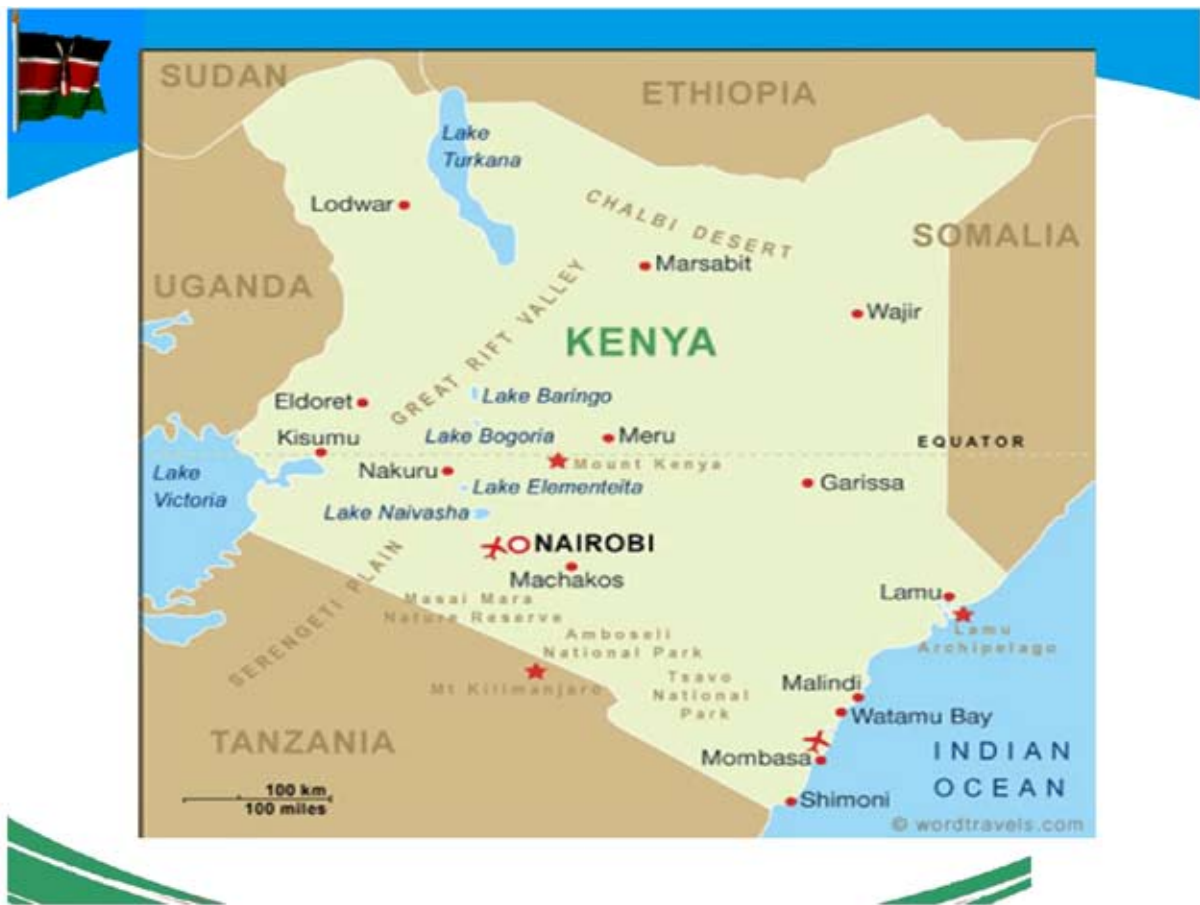 SUDAN
ETHIOPIA
Lake
Turkana
Lodwar
CHALBI DESERT
SOMALIA
Marsabit
UGANDA
GREAT RIFT VALLEY
Wajir
KENYA
Lake Baringo
Eldoret
Lake Bogoria
Meru
Kisumu
EQUATOR
Mount Kenya
Nakuru
Lake
Victoria
Lake Elementeita
Garissa
Lake Naivasha
NAIROBI
Machakos
SERENGETI PLAIN
Masai Mara
Nature Reserve
Lamu
Lamu
Archipelago
Amboseli
National Park
Tsavo
National
Park
Mt Kilimanjaro
Malindi
Watamu Bay
TANZANIA
Mombasa
INDIAN
OCEAN
100 km
100 miles
Shimoni
© wordtravels.com